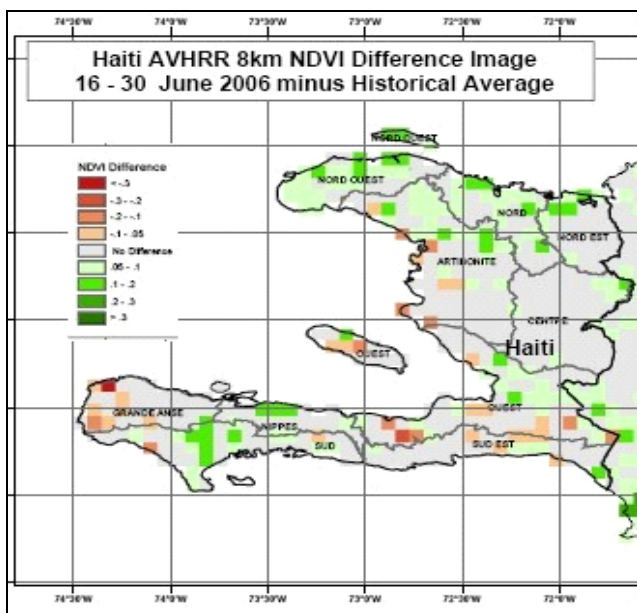 74°30'W 74°0'W 73°30'W 73°0'W 72°30'W 72°0'W
Haiti AVHRR 8km NDVI Difference Image
16 - 30 June 2006 minus Historical Average
NORD OUEST
NDVI Difference
< -.3
-.3 - -.2
-.2 - -.1
-.1 - .05
No Difference
.05 - .1
.1 - .2
.2 - .3
> .3
NORD OUEST
NORD
NORD EST
ARTIBONITE
CENTRE
Haiti
OUEST
OUEST
GRANDE ANSE
NIPPES
SUD
SUD EST
74°30'W 74°0'W 73°30'W 73°0'W 72°30'W 72°0'W